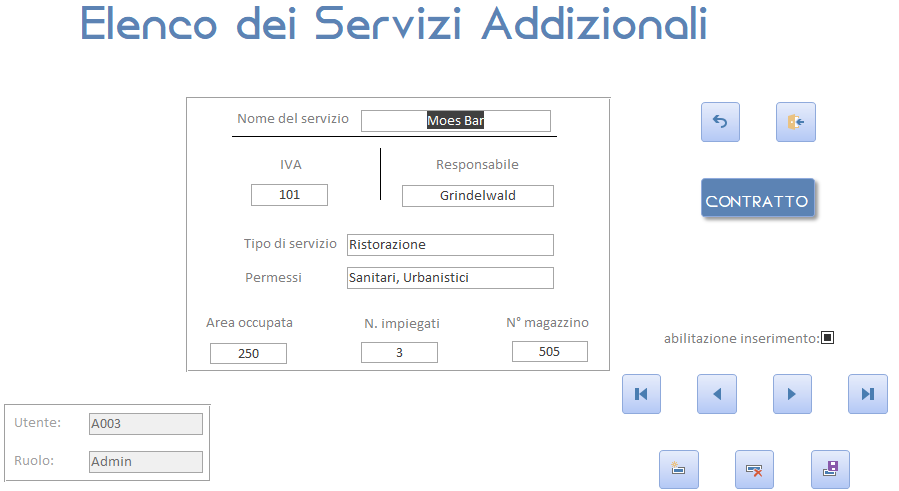 Elenco dei Servizi Addizionali
Nome del servizio Moes Bar
IVA Responsabile
101 Grindelwald
CONTRATTO
Tipo di servizio Ristorazione
Permessi Sanitari, Urbanistici
Area occupata N. impiegati N° magazzino
250 3 505
abilitazione inserimento:
Utente: A003
Ruolo: Admin